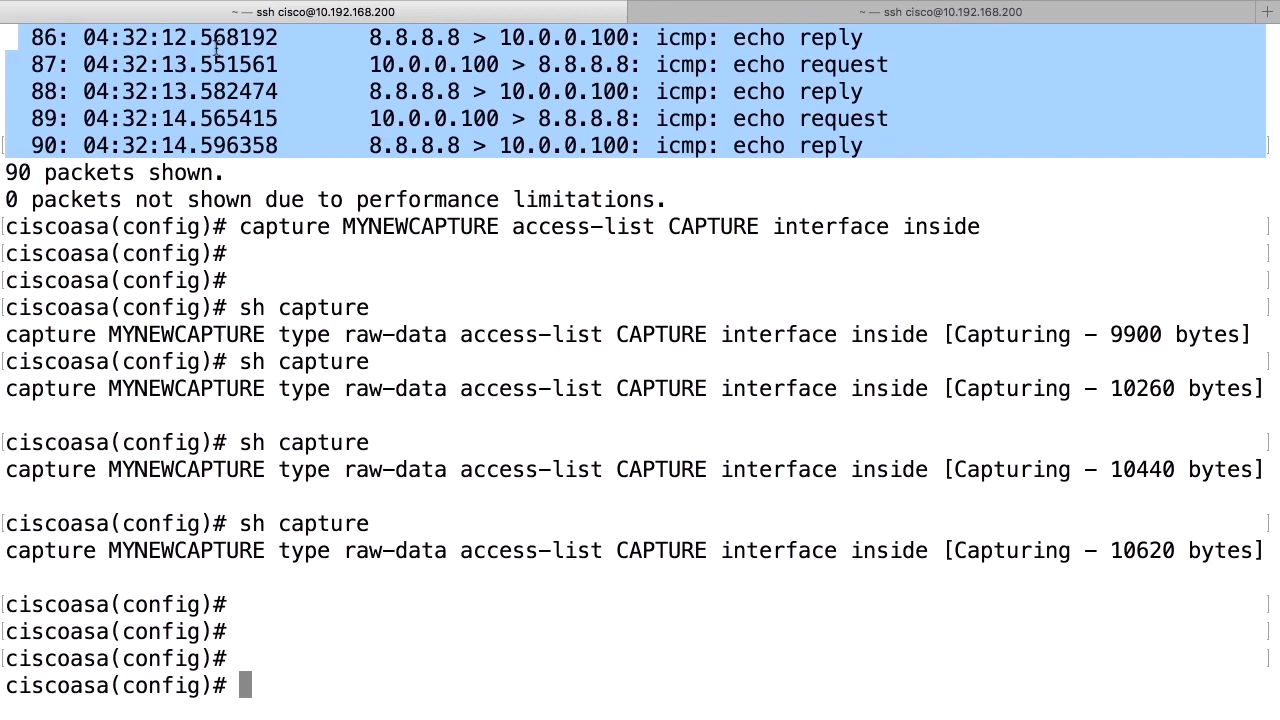 ~ — ssh cisco@10.192.168.200
~ — ssh cisco@10.192.168.200
86: 04:32:12.568192 8.8.8.8 > 10.0.0.100: icmp: echo reply
87: 04:32:13.551561 10.0.0.100 > 8.8.8.8: icmp: echo request
88: 04:32:13.582474 8.8.8.8 > 10.0.0.100: icmp: echo reply
89: 04:32:14.565415 10.0.0.100 > 8.8.8.8: icmp: echo request
90: 04:32:14.596358 8.8.8.8 > 10.0.0.100: icmp: echo reply
90 packets shown.
0 packets not shown due to performance limitations.
ciscoasa(config)# capture MYNEWCAPTURE access-list CAPTURE interface inside
ciscoasa(config)#
ciscoasa(config)#
ciscoasa(config)# sh capture
capture MYNEWCAPTURE type raw-data access-list CAPTURE interface inside [Capturing - 9900 bytes]
ciscoasa(config)# sh capture
capture MYNEWCAPTURE type raw-data access-list CAPTURE interface inside [Capturing - 10260 bytes]
ciscoasa(config)# sh capture
capture MYNEWCAPTURE type raw-data access-list CAPTURE interface inside [Capturing - 10440 bytes]
ciscoasa(config)# sh capture
capture MYNEWCAPTURE type raw-data access-list CAPTURE interface inside [Capturing - 10620 bytes]
ciscoasa(config)#
ciscoasa(config)#
ciscoasa(config)#
ciscoasa(config)#